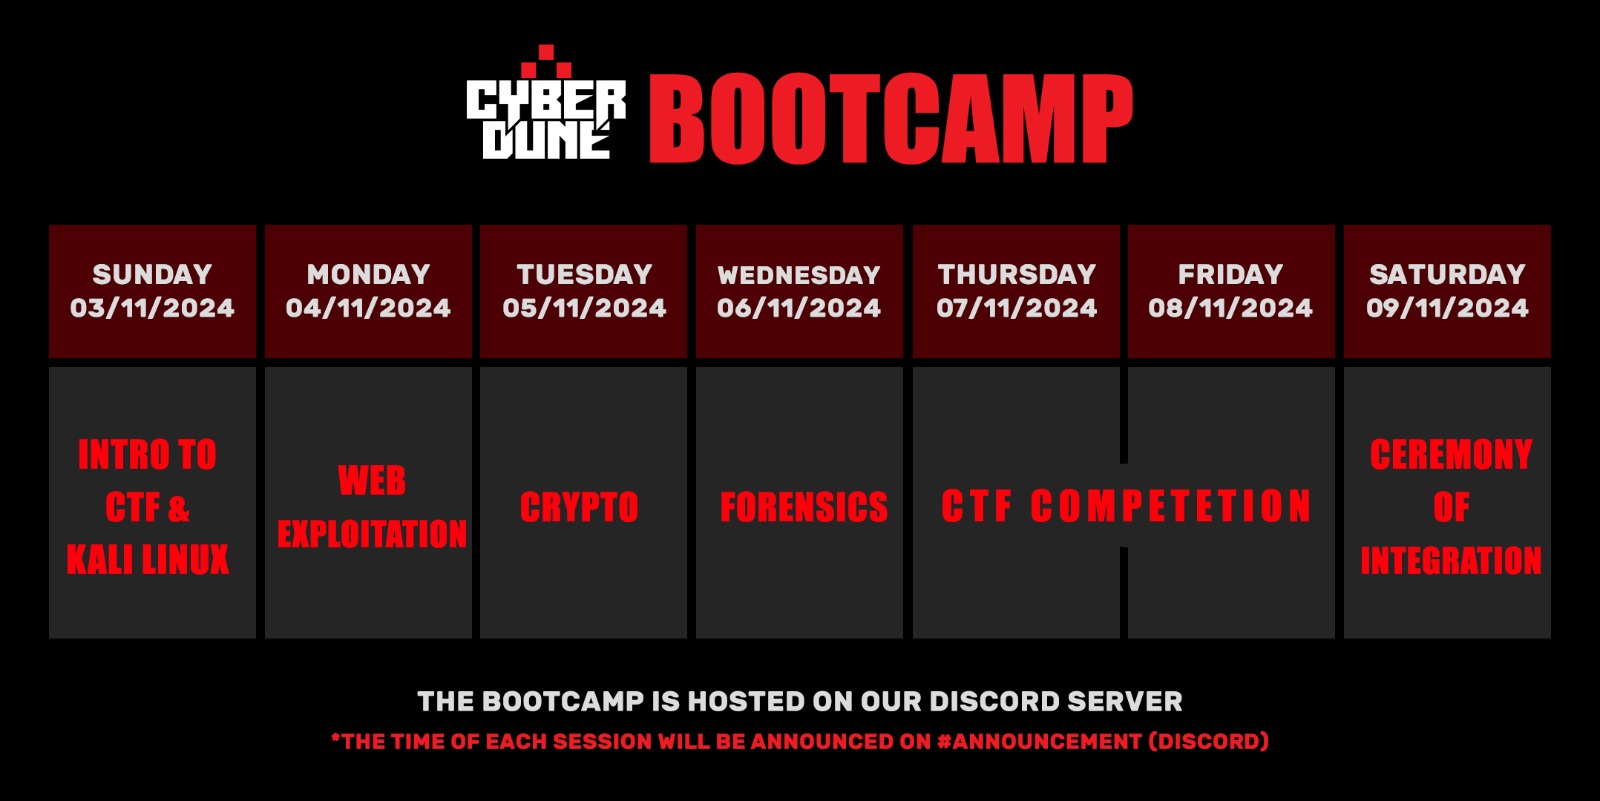 CYBER
DUNE
BOOTCAMP
SUNDAY
03/11/2024
MONDAY
04/11/2024
TUESDAY
05/11/2024
WEDNESDAY
06/11/2024
THURSDAY
07/11/2024
FRIDAY
08/11/2024
SATURDAY
09/11/2024
INTRO TO
CTF &
KALI LINUX
WEB
EXPLOITATION
CRYPTO
FORENSICS
CTF COMPETETION
CEREMONY
OF
INTEGRATION
THE BOOTCAMP IS HOSTED ON OUR DISCORD SERVER
*THE TIME OF EACH SESSION WILL BE ANNOUNCED ON #ANNOUNCEMENT (DISCORD)